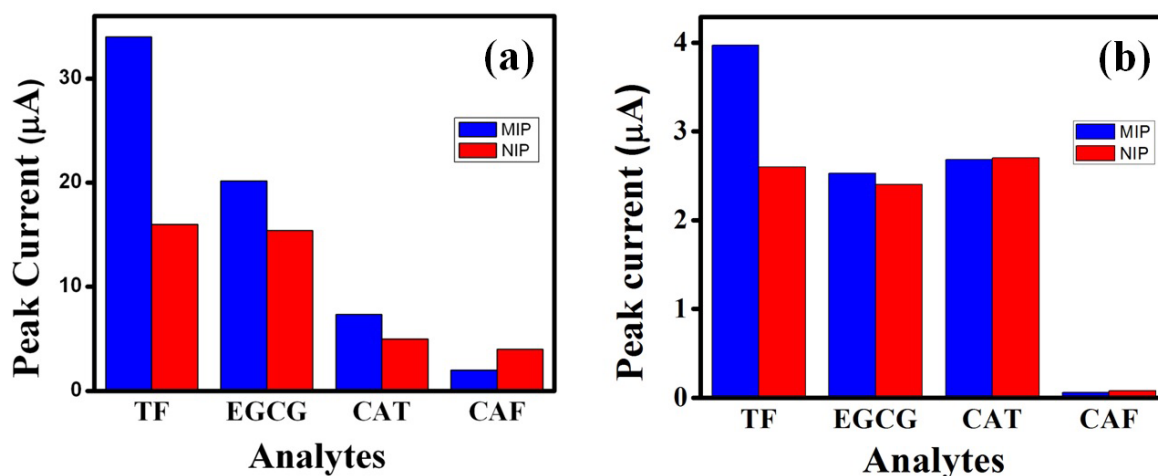 (a)
Peak Current (µA)
30
20
10
0
MIP
NIP
TF EGCG CAT CAF
Analytes
(b)
Peak current (µA)
4
3
2
1
0
MIP
NIP
TF EGCG CAT CAF
Analytes